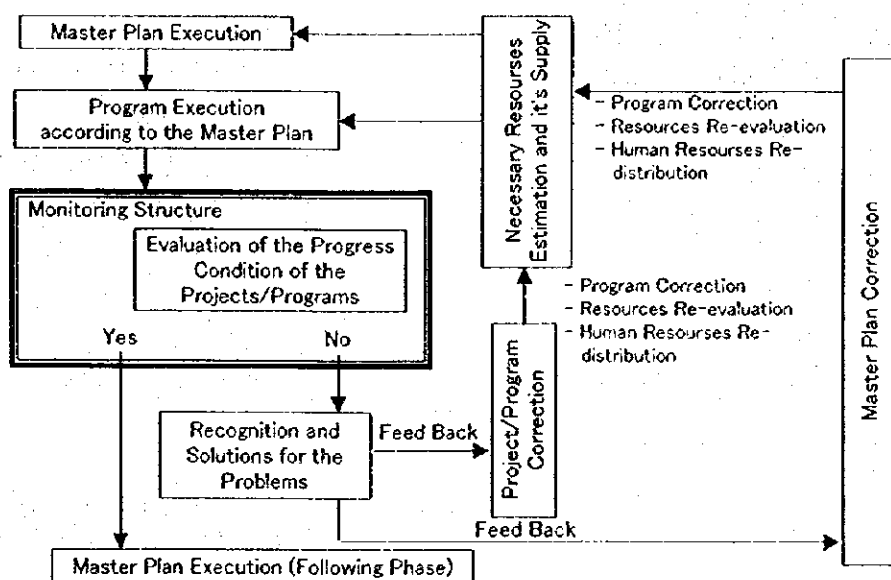 Master Plan Execution
Program Execution
according to the Master Plan
Monitoring Structure
Evaluation of the Progress
Condition of the
Projects/Programs
Yes
No
Recognition and
Solutions for the
Problems
Feed Back
Feed Back
Master Plan Execution (Following Phase)
Project/Program
Correction
Necessary Resourses
Estimation and it's Supply
- Program Correction
- Resources Re-evaluation
- Human Resourses Re-
distribution
- Program Correction
- Resources Re-evaluation
- Human Resourses Re-
distribution
Master Plan Correction